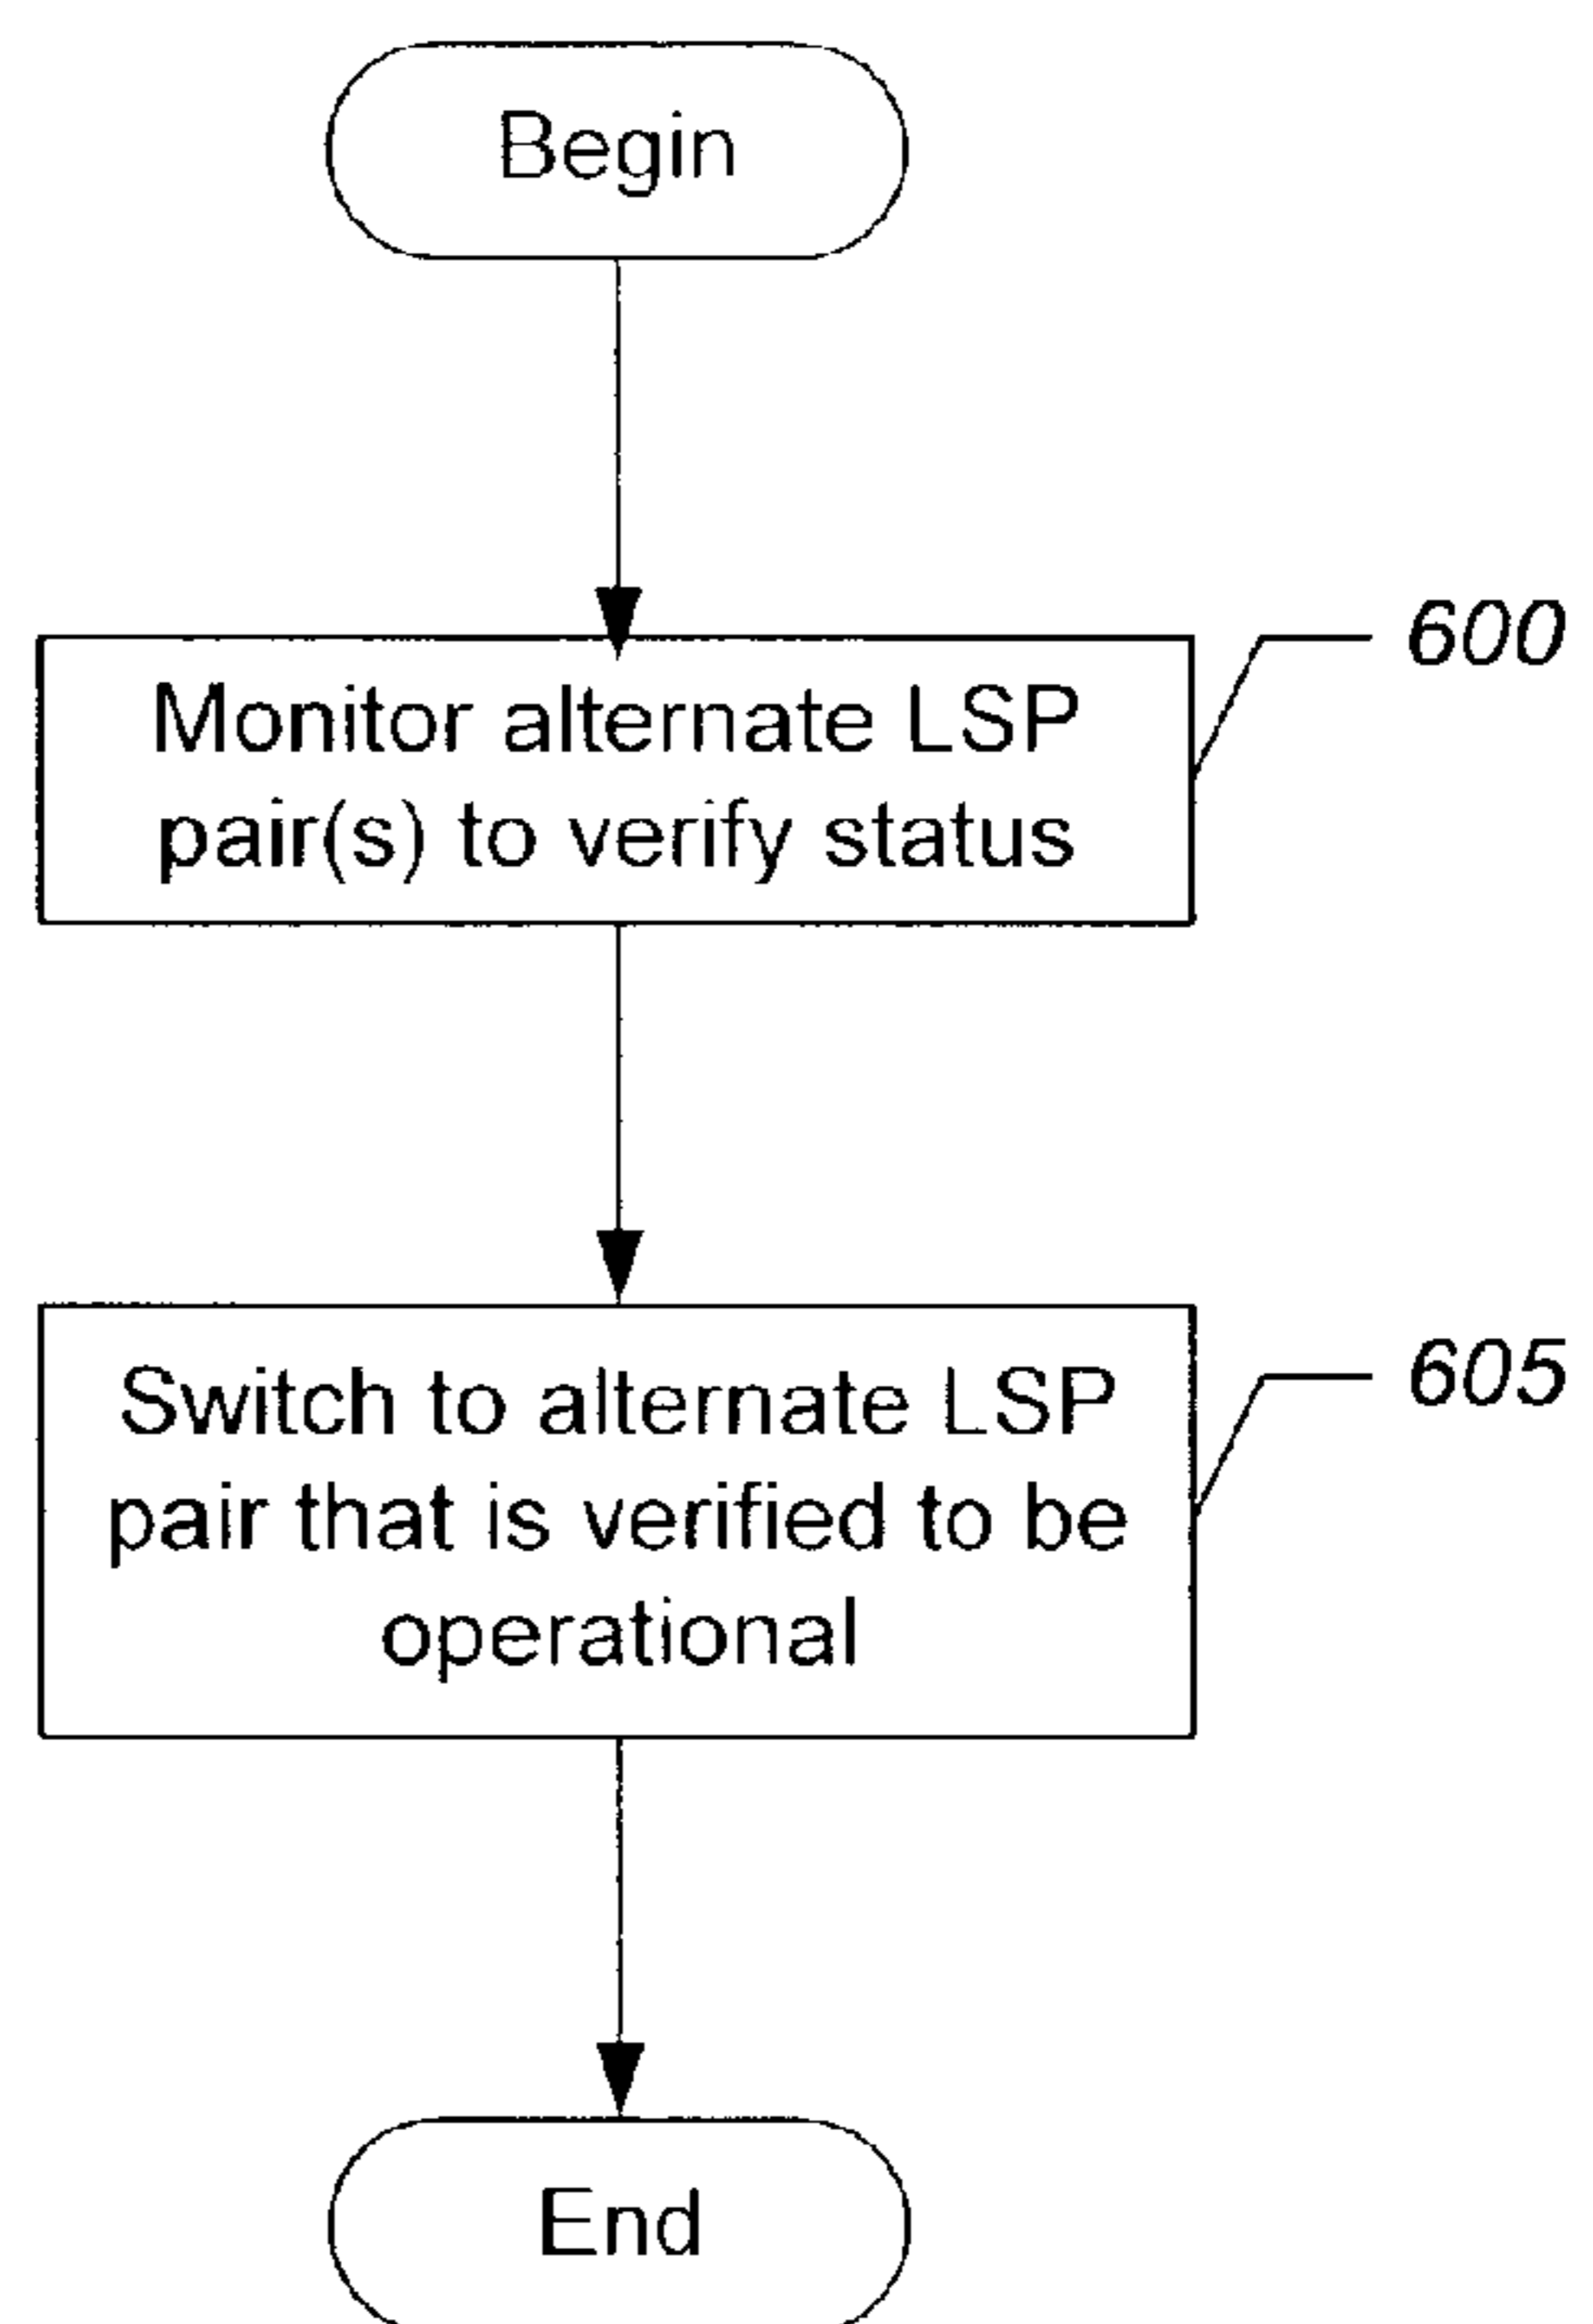 Begin
600
Monitor alternate LSP
pair(s) to verify status
605
Switch to alternate LSP
pair that is verified to be
operational
End